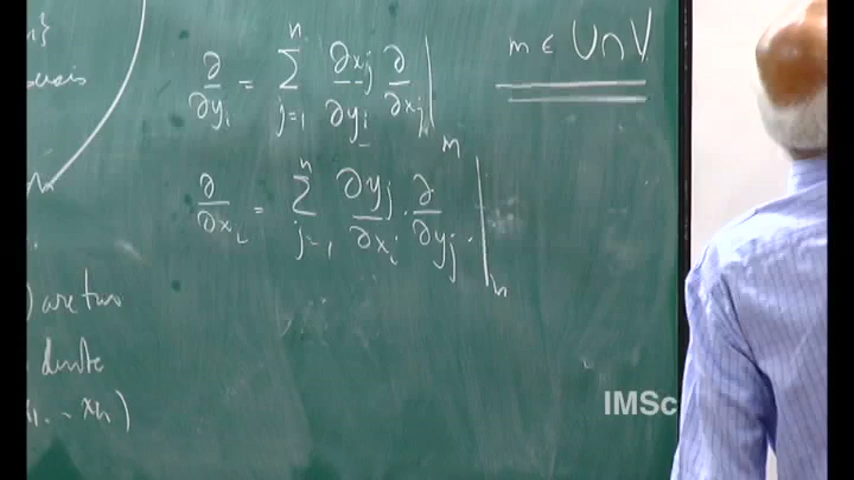 n}
∂/∂y_i = Σ_{j=1}^{n} ∂x_j/∂y_i ∂/∂x_j |_m
m ∈ U∩V
∂/∂x_i = Σ_{j=1}^{n} ∂y_j/∂x_i · ∂/∂y_j . |_m
) are two
denote
x_1, .. x_n)
IMSc